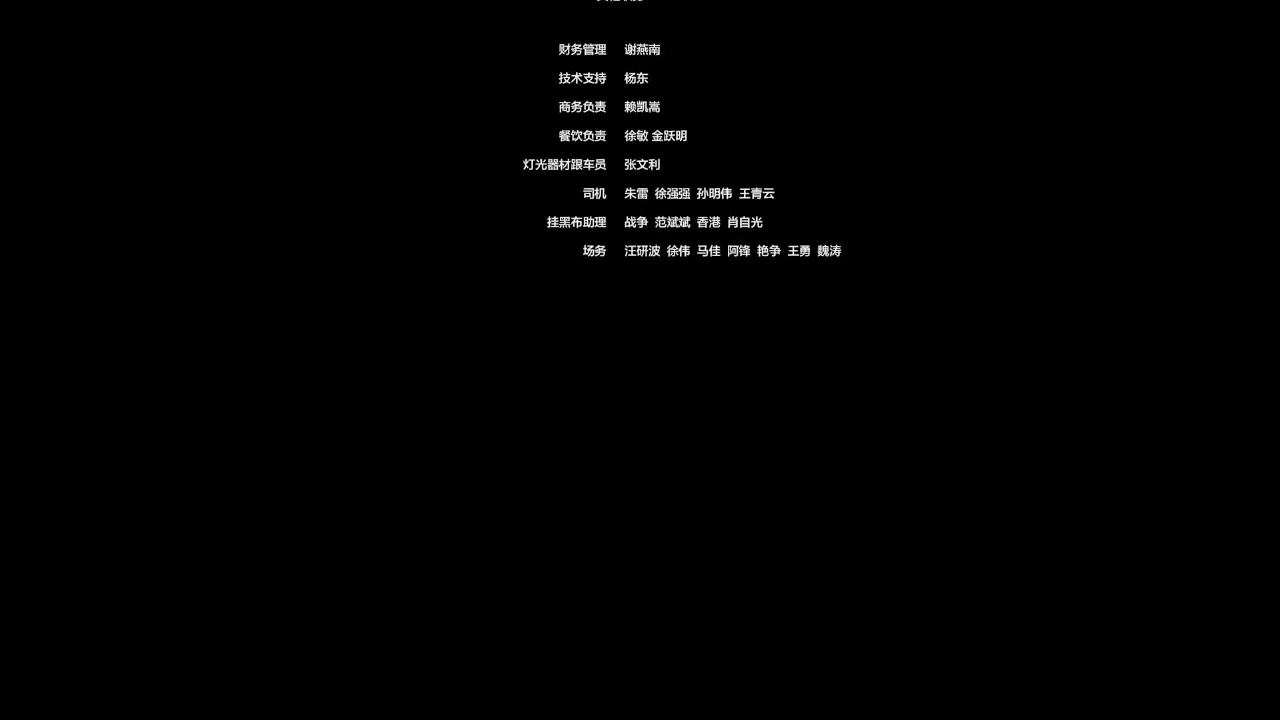 财务管理 谢燕南
技术支持 杨东
商务负责 赖凯嵩
餐饮负责 徐敏 金跃明
灯光器材跟车员 张文利
司机 朱雷 徐强强 孙明伟 王青云
挂黑布助理 战争 范斌斌 香港 肖自光
场务 汪研波 徐伟 马佳 阿锋 艳争 王勇 魏涛